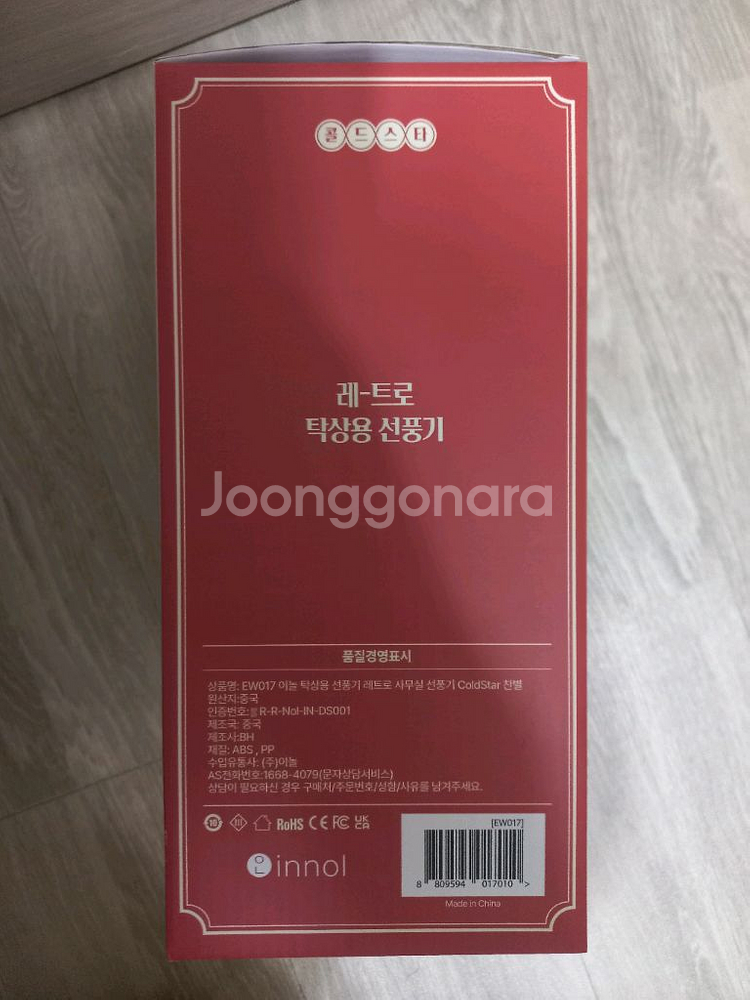 콜드스타
레-트로
탁상용 선풍기
Joonggonara
품질경영표시
상품명: EW017 이놀 탁상용 선풍기 레트로 사무실 선풍기 ColdStar 찬별
원산지:중국
인증번호:R-R-Nol-IN-DS001
제조국: 중국
제조사:BH
재질: ABS , PP
수입유통사: (주)이놀
AS전화번호:1668-4079(문자상담서비스)
상담이 필요하신 경우 구매처/주문번호/성함/사유를 남겨주세요.
10 RoHS CE FC UKCA
innol
[EW017]
8 809594 017010 >
Made in China